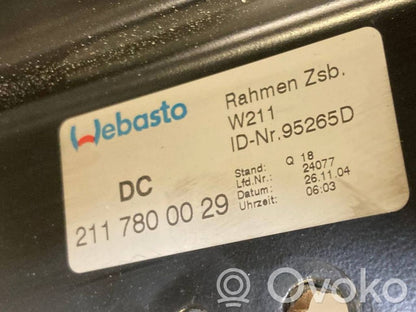 Webasto
Rahmen Zsb.
W211
ID-Nr.95265D
DC
211 780 00 29
Stand: Q 18
Lfd.Nr.: 24077
Datum: 26.11.04
Uhrzeit: 06:03
Ovoko